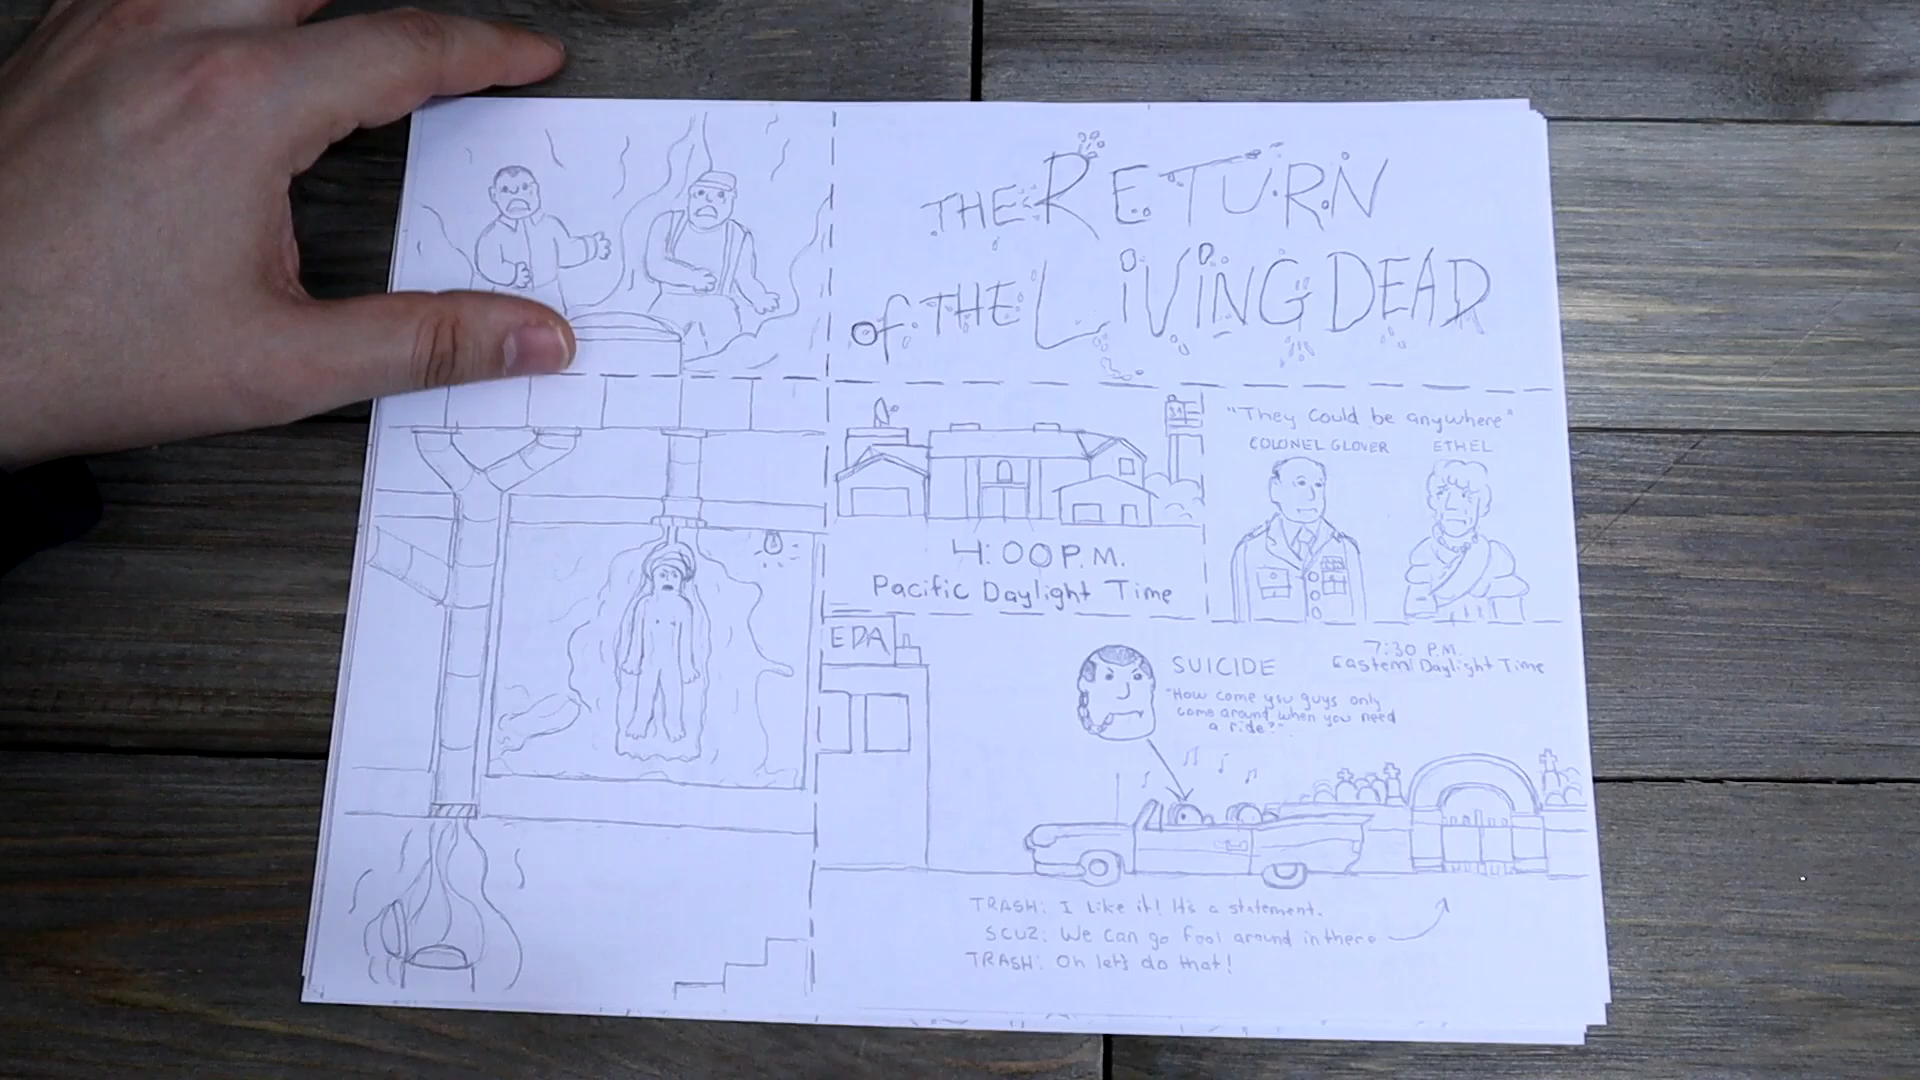 THE RETURN
of THE LiViNG DEAD
"They could be anywhere"
COLONEL GLOVER
ETHEL
4:00 P.M.
Pacific Daylight Time
EDA
SUICIDE
"How come you guys only
come around when you need
a ride?"
7:30 P.M.
Eastern Daylight Time
TRASH: I like it! It's a statement.
SCUZ: We can go fool around in there
TRASH: Oh let's do that!